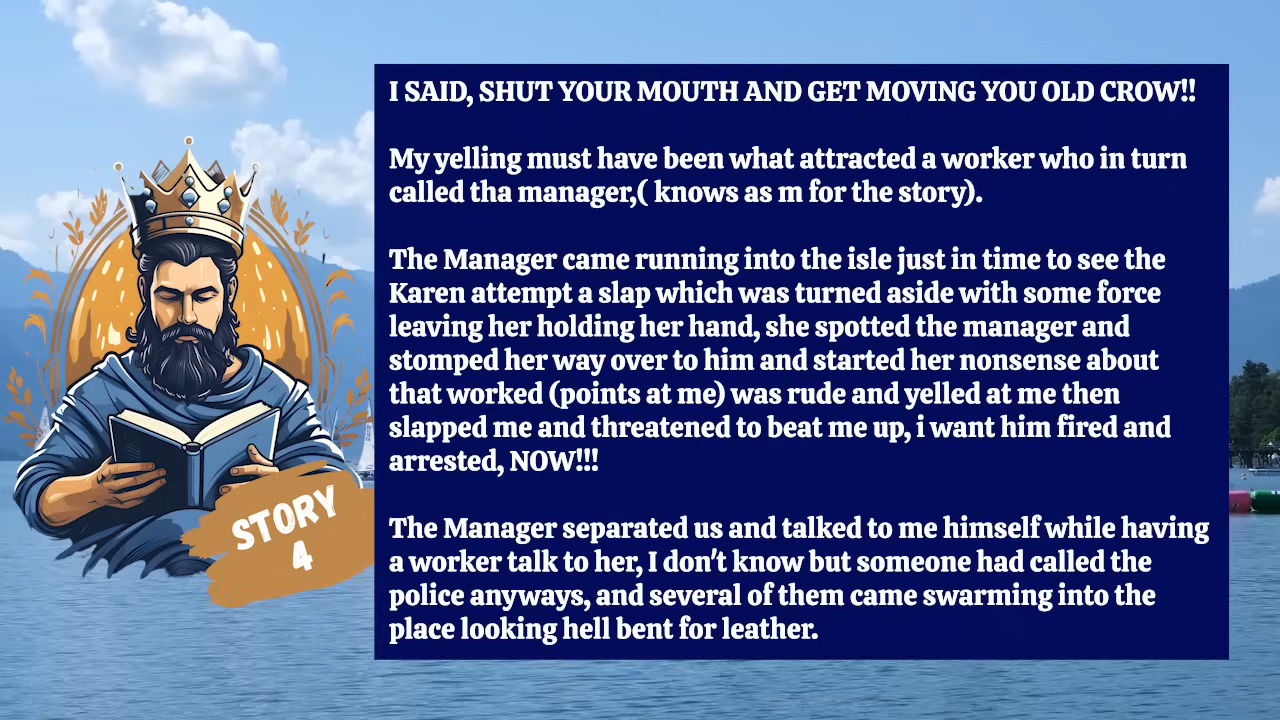 I SAID, SHUT YOUR MOUTH AND GET MOVING YOU OLD CROW!!
My yelling must have been what attracted a worker who in turn
called tha manager,( knows as m for the story).
The Manager came running into the isle just in time to see the
Karen attempt a slap which was turned aside with some force
leaving her holding her hand, she spotted the manager and
stomped her way over to him and started her nonsense about
that worked (points at me) was rude and yelled at me then
slapped me and threatened to beat me up, i want him fired and
arrested, NOW!!!
The Manager separated us and talked to me himself while having
a worker talk to her, I don't know but someone had called the
police anyways, and several of them came swarming into the
place looking hell bent for leather.
STORY
4